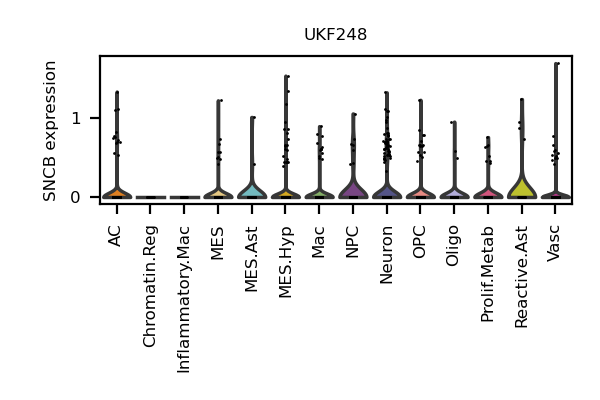 UKF248
SNCB expression
1
0
AC
Chromatin.Reg
Inflammatory.Mac
MES
MES.Ast
MES.Hyp
Mac
NPC
Neuron
OPC
Oligo
Prolif.Metab
Reactive.Ast
Vasc